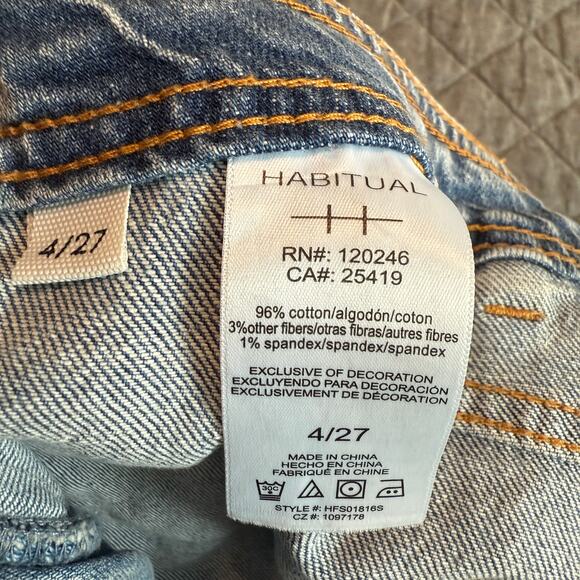 HABITUAL
RN#: 120246
CA#: 25419
96% cotton/algodón/coton
3%other fibers/otras fibras/autres fibres
1% spandex/spandex/spandex
EXCLUSIVE OF DECORATION
EXCLUYENDO PARA DECORACIÓN
EXCLUSIVEMENT DE DÉCORATION
4/27
MADE IN CHINA
HECHO EN CHINA
FABRIQUÉ EN CHINE
30C
STYLE #: HFS01816S
CZ #: 1097178
4/27